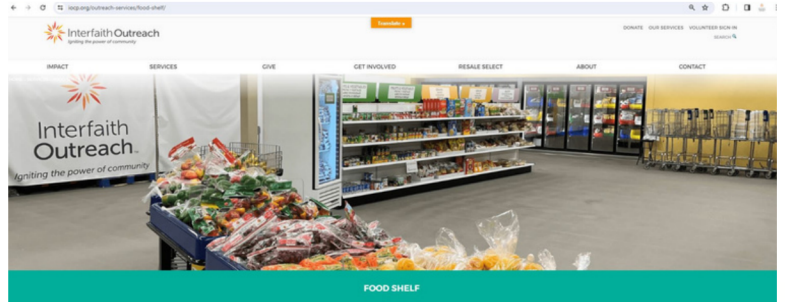 iocp.org/outreach-services/food-shelf/
Translate »
Interfaith Outreach
Igniting the power of community
DONATE OUR SERVICES VOLUNTEER SIGN IN
SEARCH
IMPACT SERVICES GIVE GET INVOLVED RESALE SELECT ABOUT CONTACT
Interfaith
Outreach
Igniting the power of community
FOOD SHELF